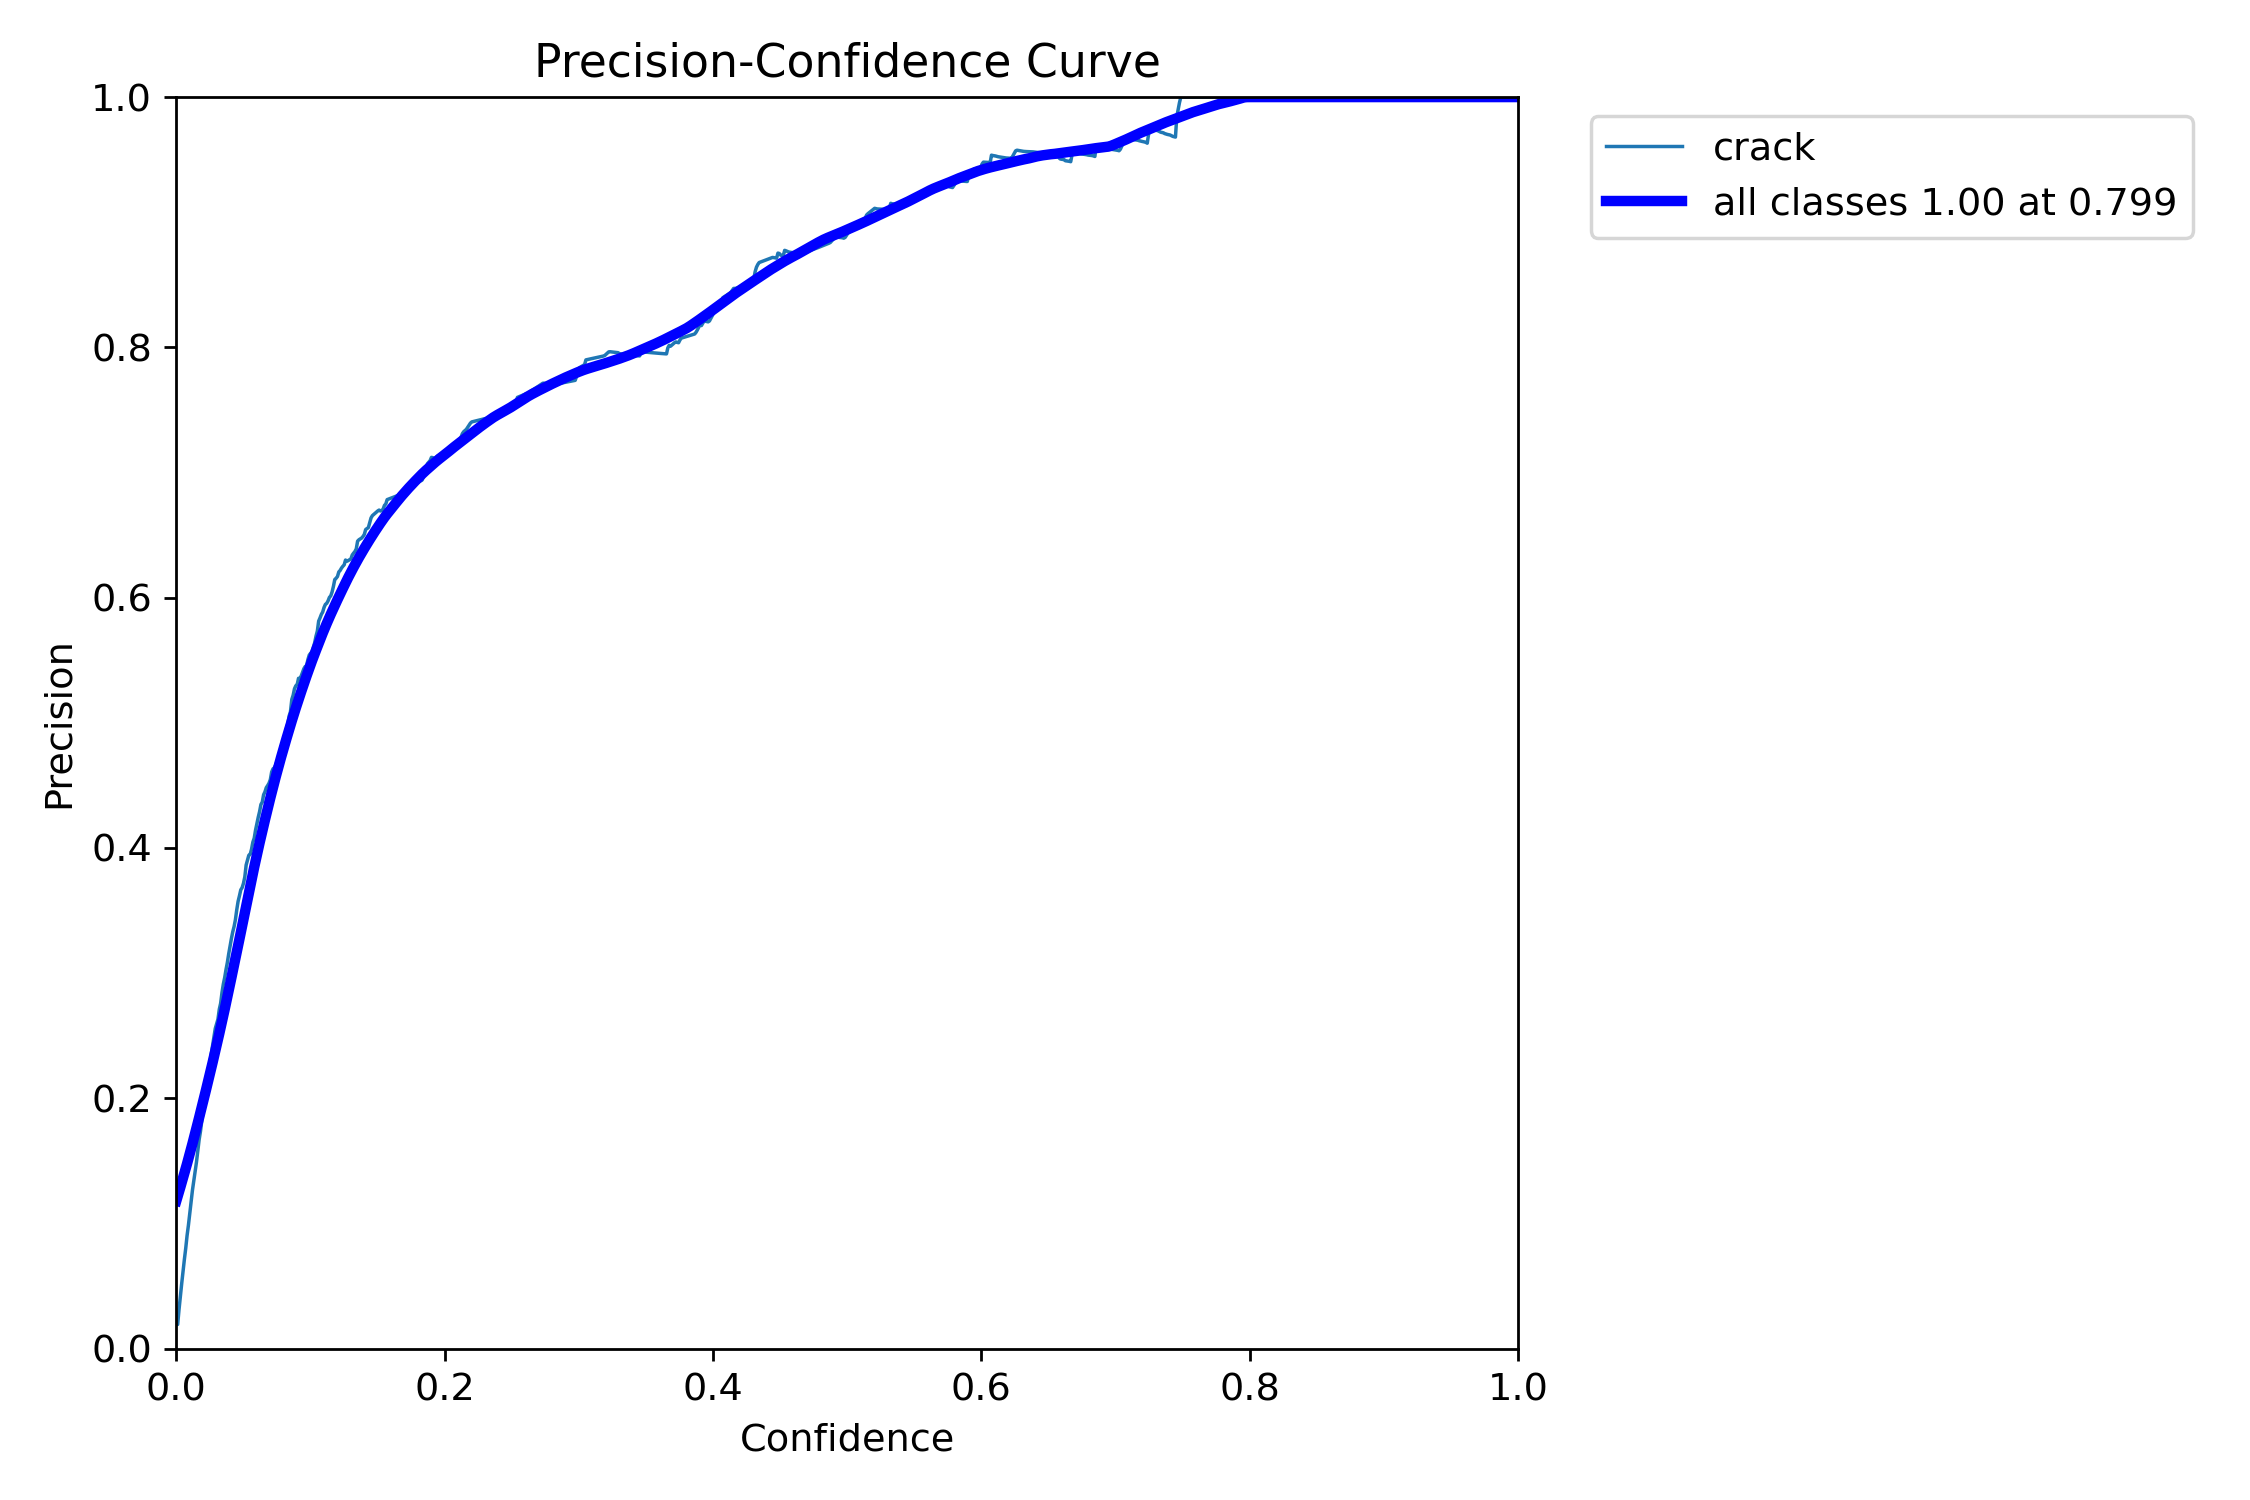 Precision-Confidence Curve
1.0
0.8
0.6
0.4
0.2
0.0
Precision
0.0 0.2 0.4 0.6 0.8 1.0
Confidence
crack
all classes 1.00 at 0.799